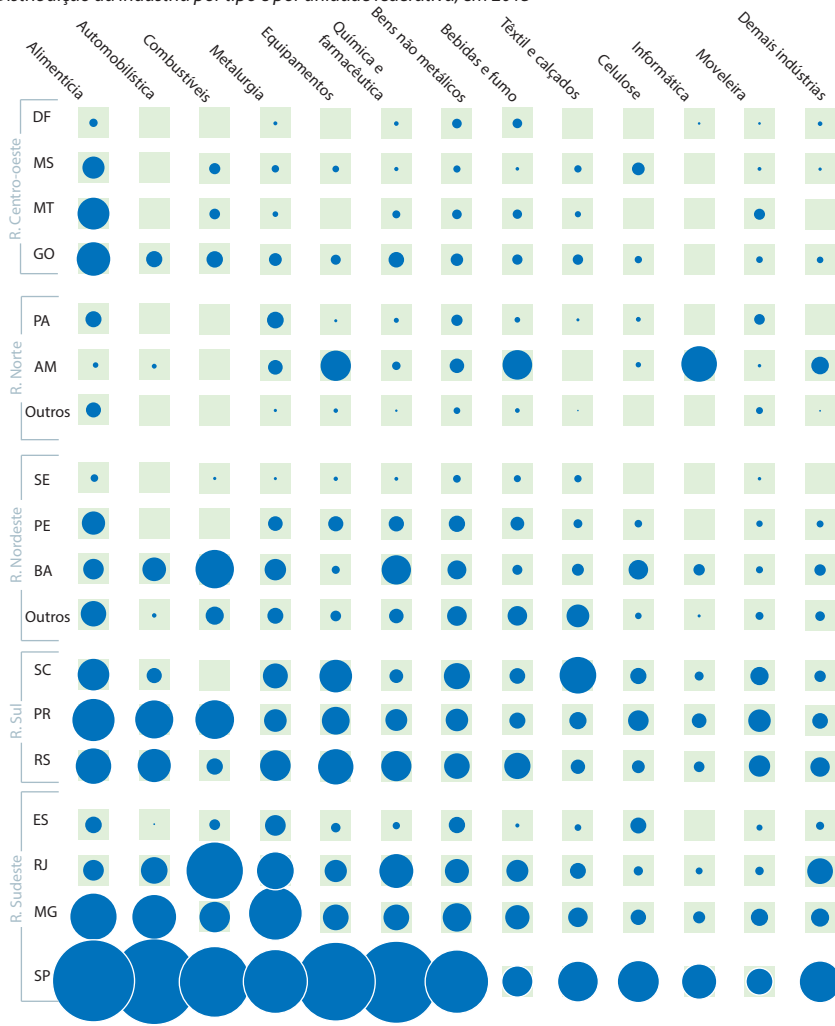 Alimentícia
Automobilística
Combustíveis
Metalurgia
Equipamentos
Química e
farmacêutica
Bens não metálicos
Bebidas e fumo
Têxtil e calçados
Celulose
Informática
Moveleira
Demais indústrias
R. Centro-oeste
DF
MS
MT
GO
R. Norte
PA
AM
Outros
R. Nordeste
SE
PE
BA
Outros
R. Sul
SC
PR
RS
R. Sudeste
ES
RJ
MG
SP